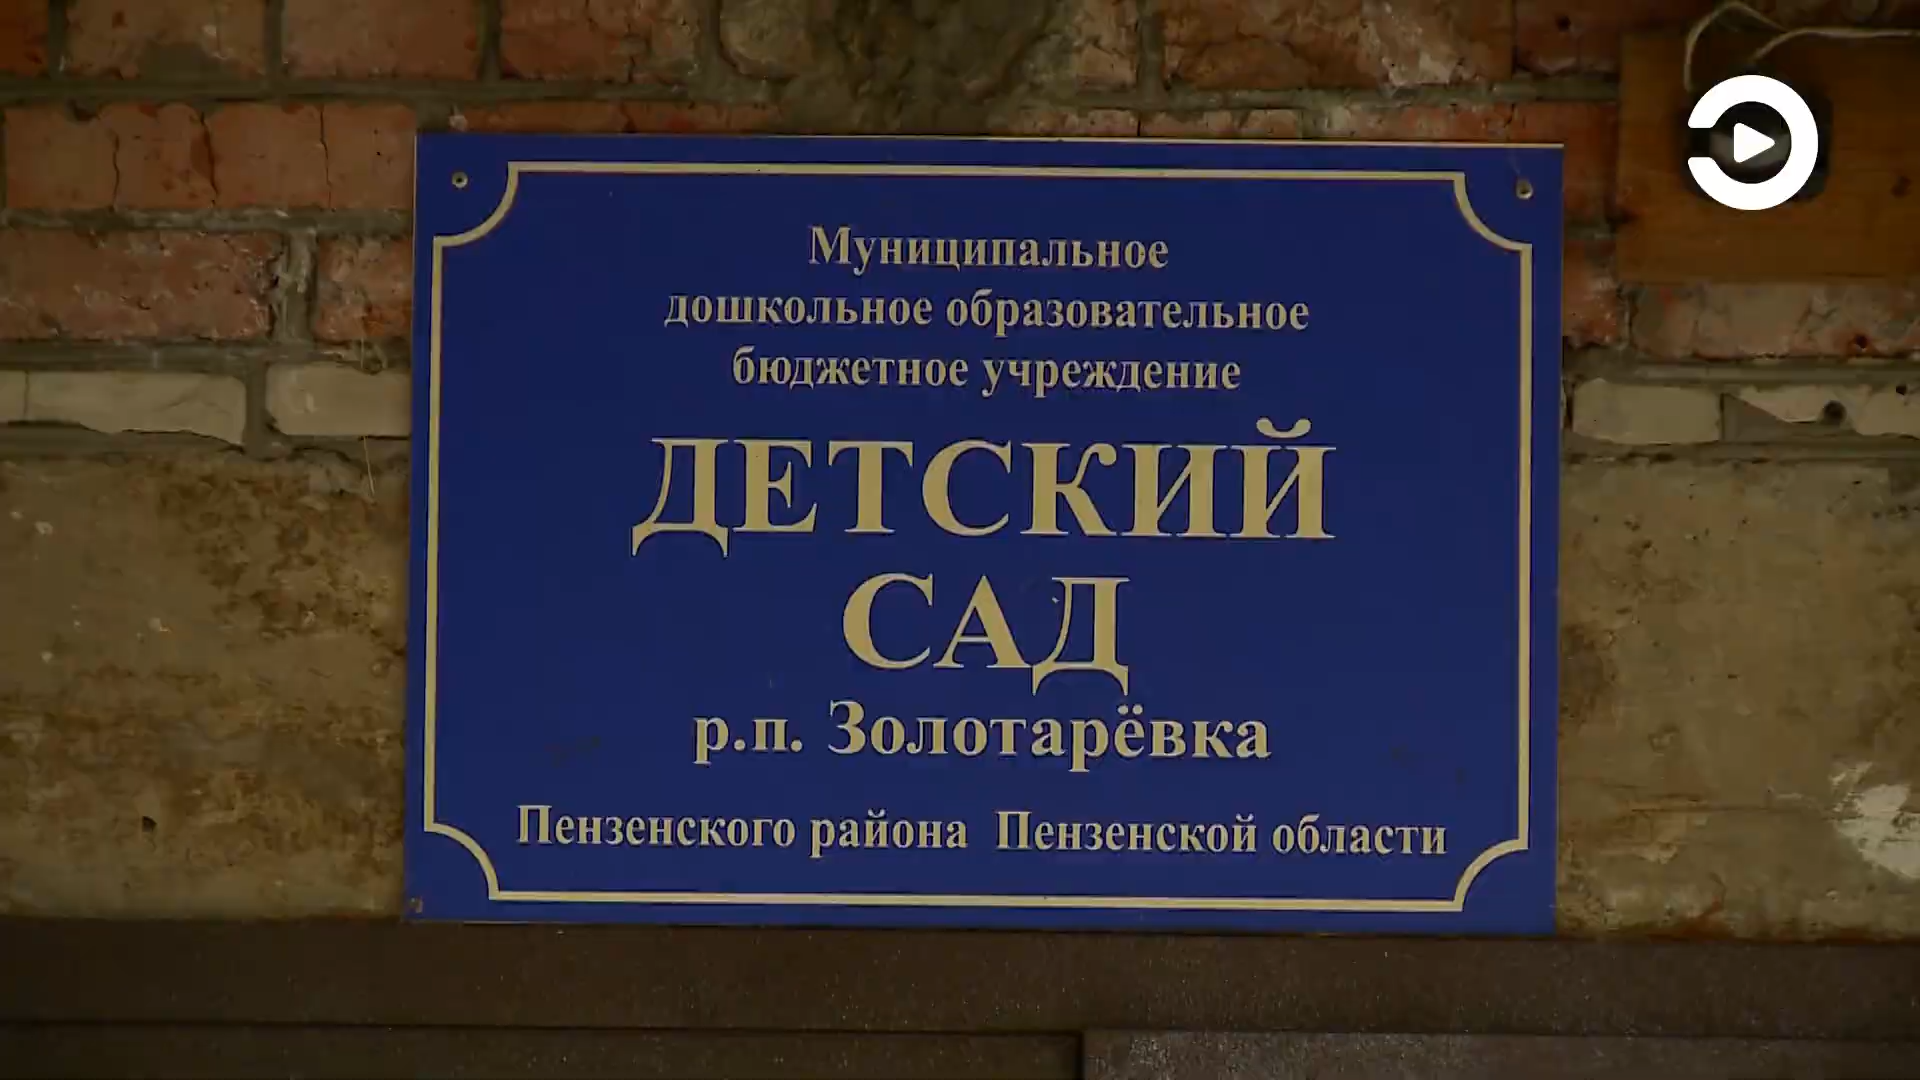 Муниципальное
дошкольное образовательное
бюджетное учреждение
ДЕТСКИЙ
САД
р.п. Золотарёвка
Пензенского района Пензенской области